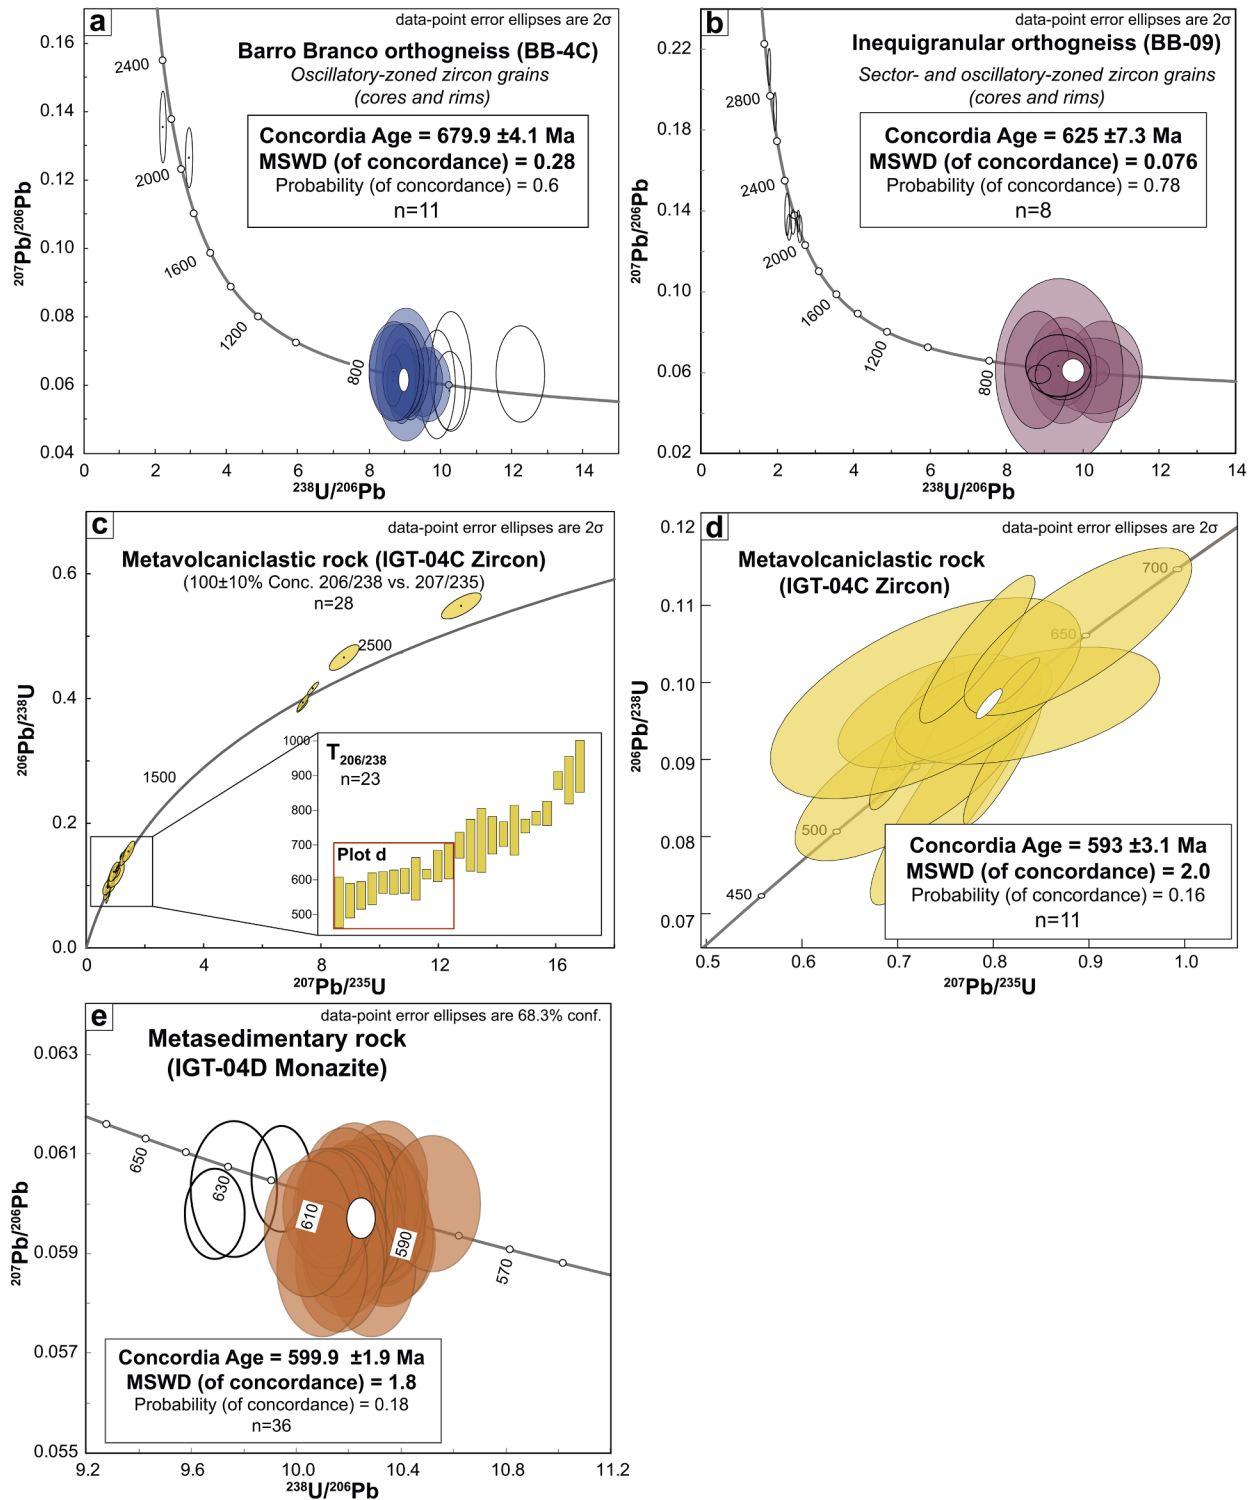 a
data-point error ellipses are 2σ
Barro Branco orthogneiss (BB-4C)
Oscillatory-zoned zircon grains
(cores and rims)
Concordia Age = 679.9 ±4.1 Ma
MSWD (of concordance) = 0.28
Probability (of concordance) = 0.6
n=11
2400
2000
1600
1200
800
0.16
0.14
0.12
0.10
0.08
0.06
0.04
207Pb/206Pb
0 2 4 6 8 10 12 14
238U/206Pb
b
data-point error ellipses are 2σ
Inequigranular orthogneiss (BB-09)
Sector- and oscillatory-zoned zircon grains
(cores and rims)
Concordia Age = 625 ±7.3 Ma
MSWD (of concordance) = 0.076
Probability (of concordance) = 0.78
n=8
2800
2400
2000
1600
1200
800
0.22
0.18
0.14
0.10
0.06
0.02
207Pb/206Pb
0 2 4 6 8 10 12 14
238U/206Pb
c
data-point error ellipses are 2σ
Metavolcaniclastic rock (IGT-04C Zircon)
(100±10% Conc. 206/238 vs. 207/235)
n=28
2500
1500
0.6
0.4
0.2
0.0
206Pb/238U
T206/238
n=23
1000
900
800
700
600
500
Plot d
0 4 8 12 16
207Pb/235U
d
data-point error ellipses are 2σ
Metavolcaniclastic rock
(IGT-04C Zircon)
700
650
500
450
Concordia Age = 593 ±3.1 Ma
MSWD (of concordance) = 2.0
Probability (of concordance) = 0.16
n=11
0.12
0.11
0.10
0.09
0.08
0.07
206Pb/238U
0.5 0.6 0.7 0.8 0.9 1.0
207Pb/235U
e
data-point error ellipses are 68.3% conf.
Metasedimentary rock
(IGT-04D Monazite)
650
630
610
590
570
Concordia Age = 599.9 ±1.9 Ma
MSWD (of concordance) = 1.8
Probability (of concordance) = 0.18
n=36
0.063
0.061
0.059
0.057
0.055
207Pb/206Pb
9.2 9.6 10.0 10.4 10.8 11.2
238U/206Pb